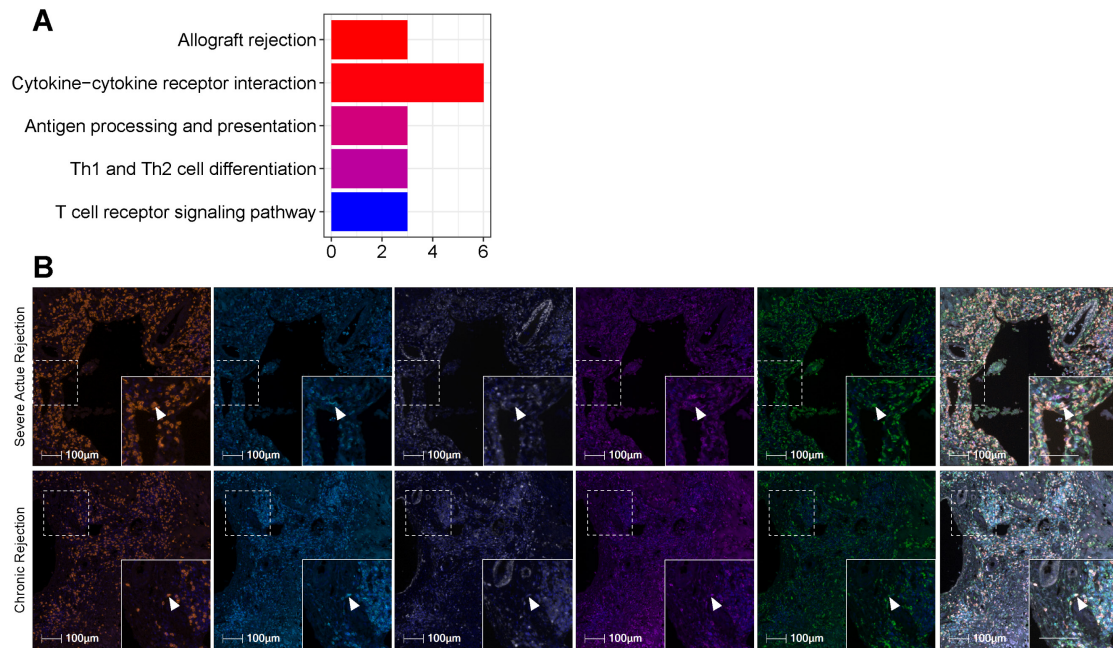 A
Allograft rejection
Cytokine−cytokine receptor interaction
Antigen processing and presentation
Th1 and Th2 cell differentiation
T cell receptor signaling pathway
0 2 4 6
B
Severe Actue Rejection
100μm 100μm 100μm 100μm 100μm 100μm
Chronic Rejection
100μm 100μm 100μm 100μm 100μm 100μm